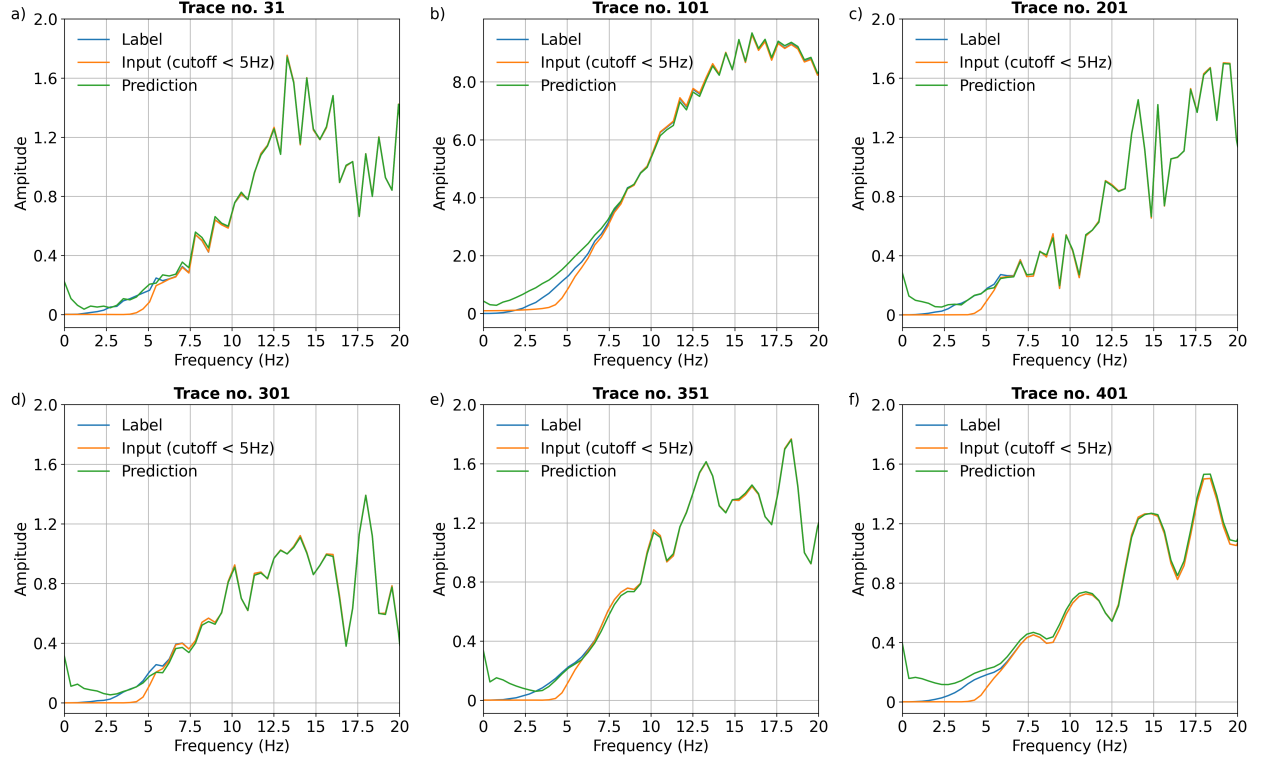 a) Trace no. 31
2.0
1.6
1.2
0.8
0.4
0
Ampitude
Label
Input (cutoff < 5Hz)
Prediction
0 2.5 5 7.5 10 12.5 15 17.5 20
Frequency (Hz)
b) Trace no. 101
8.0
6.0
4.0
2.0
0
Ampitude
Label
Input (cutoff < 5Hz)
Prediction
0 2.5 5 7.5 10 12.5 15 17.5 20
Frequency (Hz)
c) Trace no. 201
2.0
1.6
1.2
0.8
0.4
0
Ampitude
Label
Input (cutoff < 5Hz)
Prediction
0 2.5 5 7.5 10 12.5 15 17.5 20
Frequency (Hz)
d) Trace no. 301
2.0
1.6
1.2
0.8
0.4
0
Ampitude
Label
Input (cutoff < 5Hz)
Prediction
0 2.5 5 7.5 10 12.5 15 17.5 20
Frequency (Hz)
e) Trace no. 351
2.0
1.6
1.2
0.8
0.4
0
Ampitude
Label
Input (cutoff < 5Hz)
Prediction
0 2.5 5 7.5 10 12.5 15 17.5 20
Frequency (Hz)
f) Trace no. 401
2.0
1.6
1.2
0.8
0.4
0
Ampitude
Label
Input (cutoff < 5Hz)
Prediction
0 2.5 5 7.5 10 12.5 15 17.5 20
Frequency (Hz)